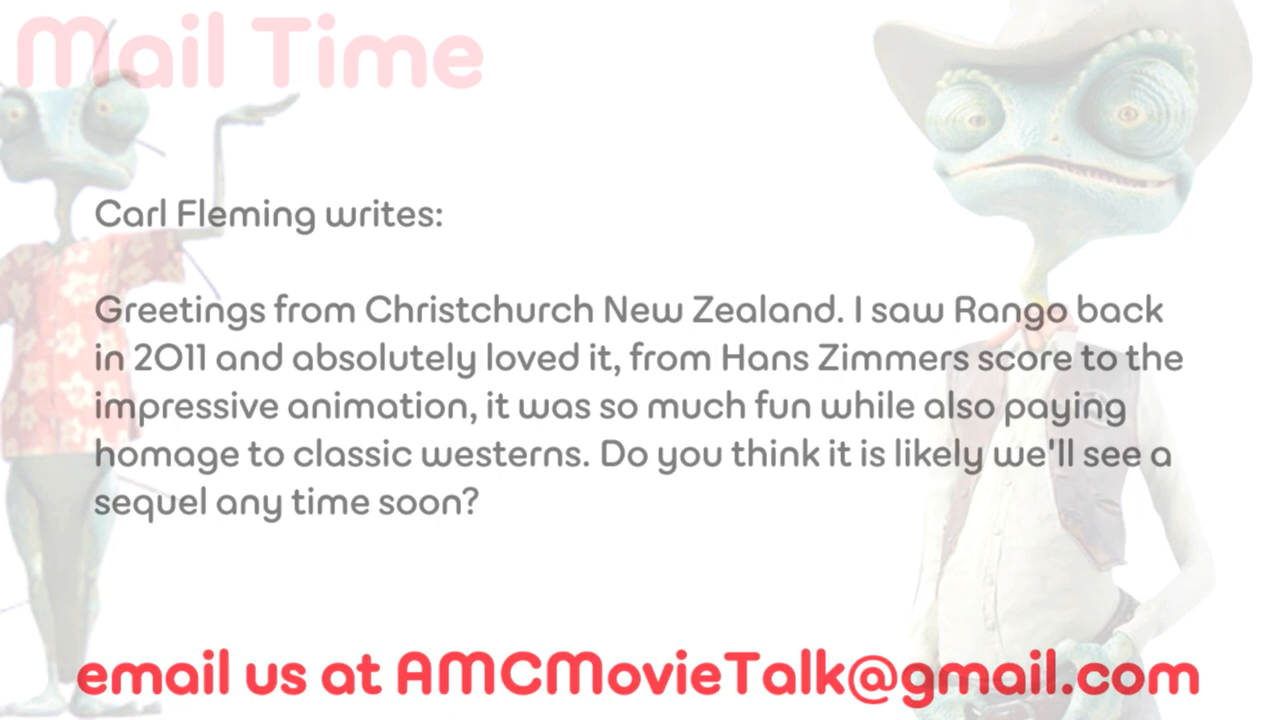 Mail Time
Carl Fleming writes:
Greetings from Christchurch New Zealand. I saw Rango back
in 2011 and absolutely loved it, from Hans Zimmers score to the
impressive animation, it was so much fun while also paying
homage to classic westerns. Do you think it is likely we'll see a
sequel any time soon?
email us at AMCMovieTalk@gmail.com